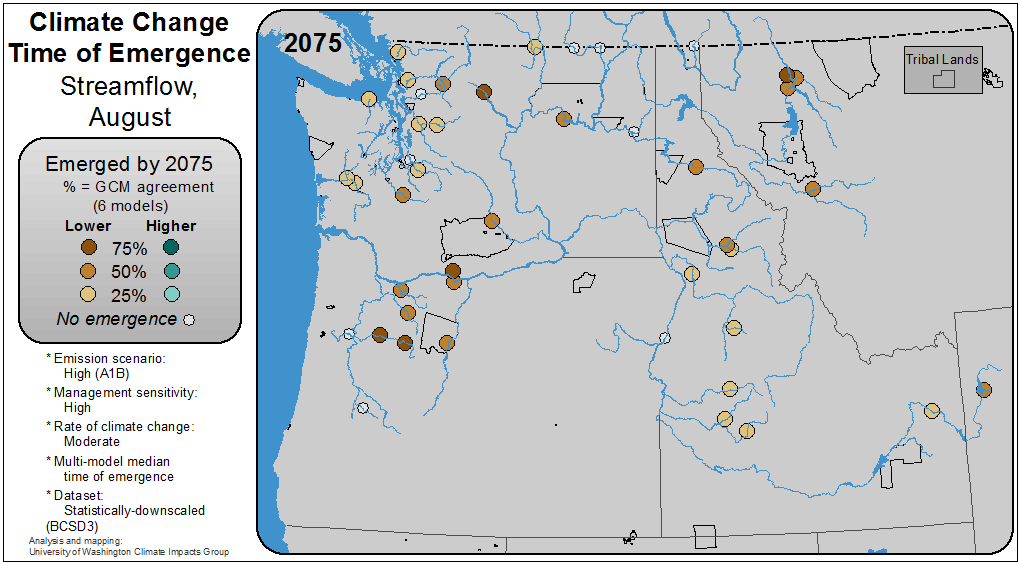 Climate Change
Time of Emergence
Streamflow,
August
Emerged by 2075
% = GCM agreement
(6 models)
Lower Higher
75%
50%
25%
No emergence
* Emission scenario:
High (A1B)
* Management sensitivity:
High
* Rate of climate change:
Moderate
* Multi-model median
time of emergence
* Dataset:
Statistically-downscaled
(BCSD3)
Analysis and mapping:
University of Washington Climate Impacts Group
2075
Tribal Lands